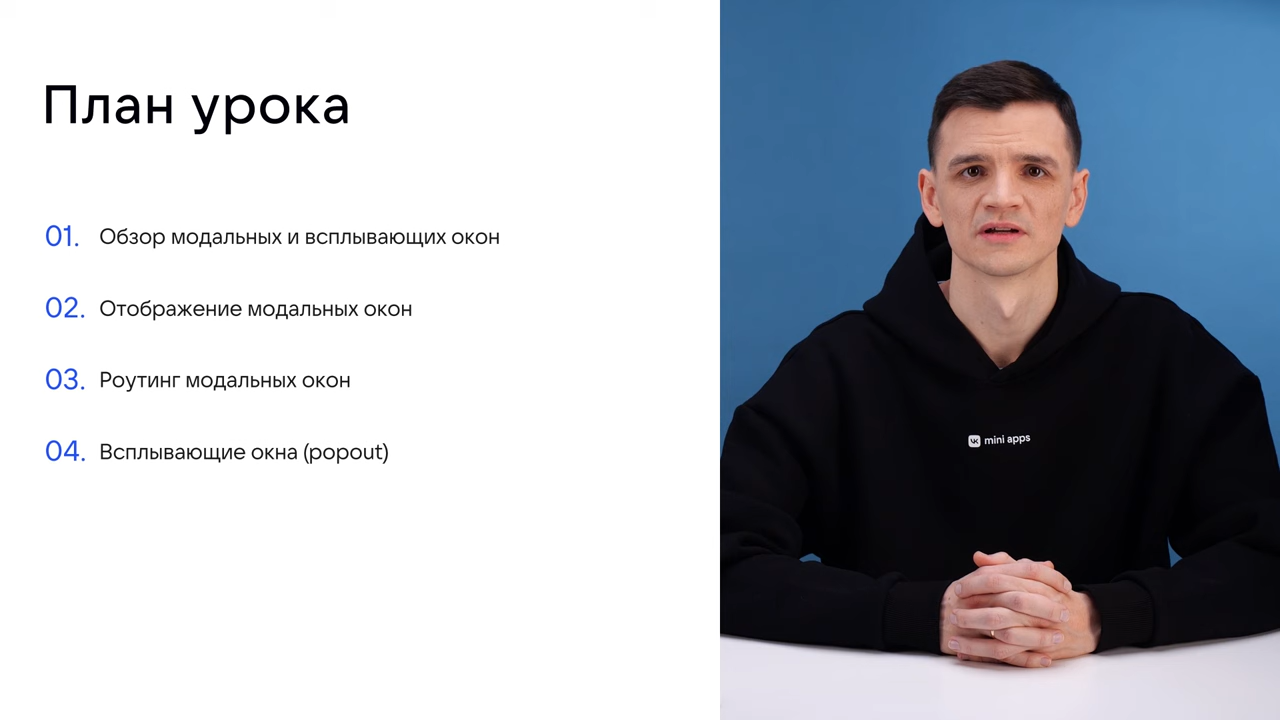 План урока
01. Обзор модальных и всплывающих окон
02. Отображение модальных окон
03. Роутинг модальных окон
04. Всплывающие окна (popout)
VK mini apps